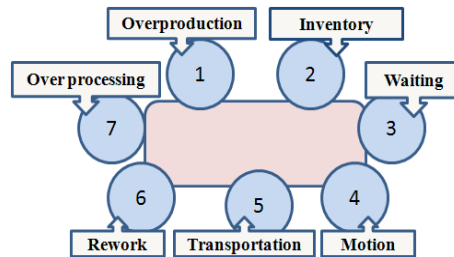 Overproduction
Inventory
1
2
Over processing
Waiting
7
3
6
5
4
Rework
Transportation
Motion